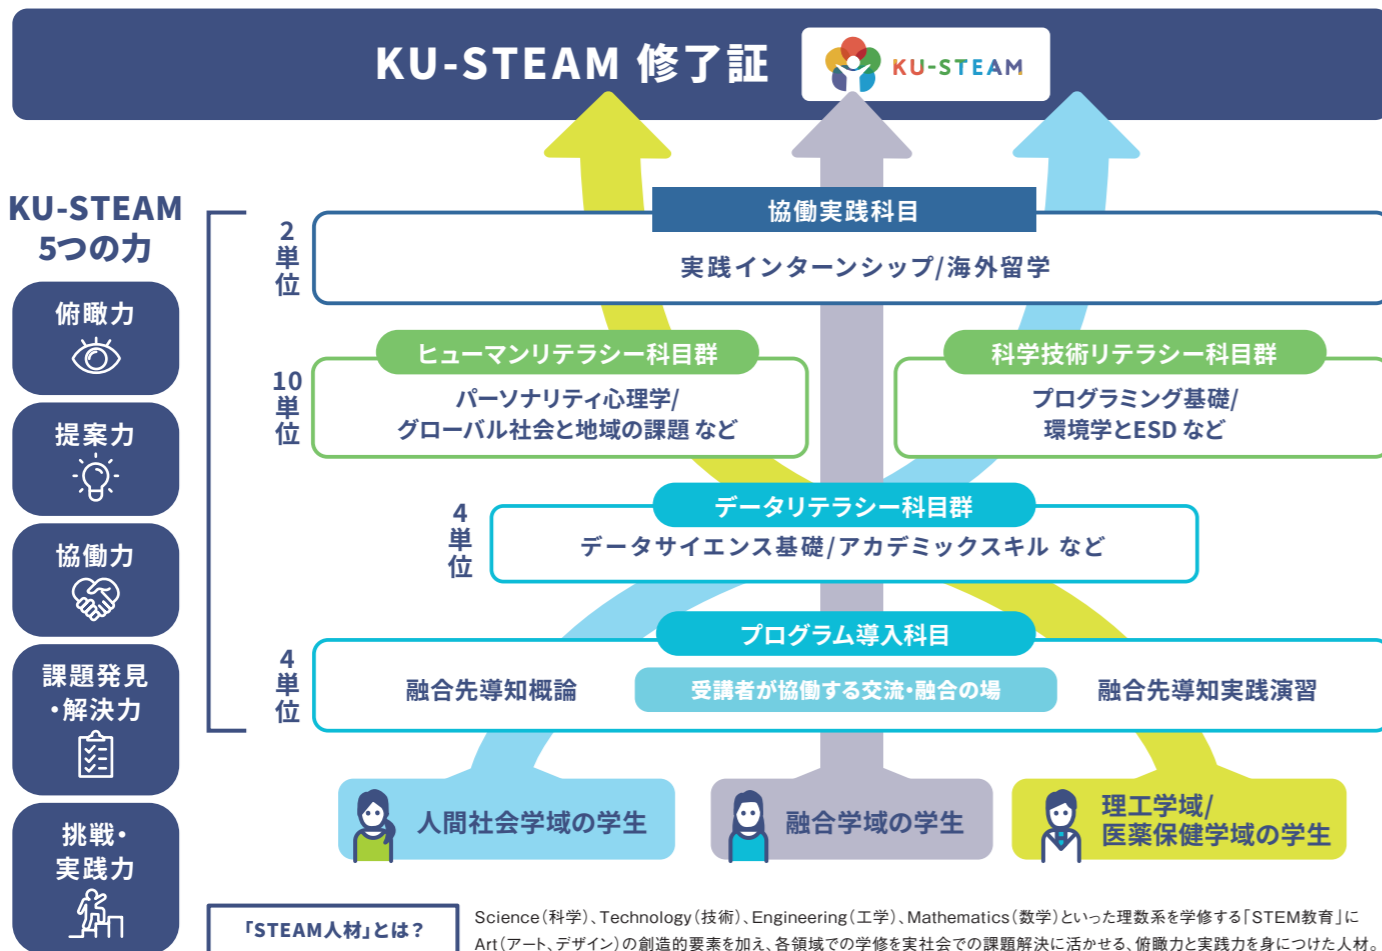 KU-STEAM 修了証
KU-STEAM
KU-STEAM
5つの力
俯瞰力
提案力
協働力
課題発見
・解決力
挑戦・
実践力
2単位
協働実践科目
実践インターンシップ/海外留学
10単位
ヒューマンリテラシー科目群
パーソナリティ心理学/
グローバル社会と地域の課題 など
科学技術リテラシー科目群
プログラミング基礎/
環境学とESD など
4単位
データリテラシー科目群
データサイエンス基礎/アカデミックスキル など
4単位
プログラム導入科目
融合先導知概論
受講者が協働する交流・融合の場
融合先導知実践演習
人間社会学域の学生
融合学域の学生
理工学域/
医薬保健学域の学生
「STEAM人材」とは?
Science(科学)、Technology(技術)、Engineering(工学)、Mathematics(数学)といった理数系を学修する「STEM教育」に
Art(アート、デザイン)の創造的要素を加え、各領域での学修を実社会での課題解決に活かせる、俯瞰力と実践力を身につけた人材。